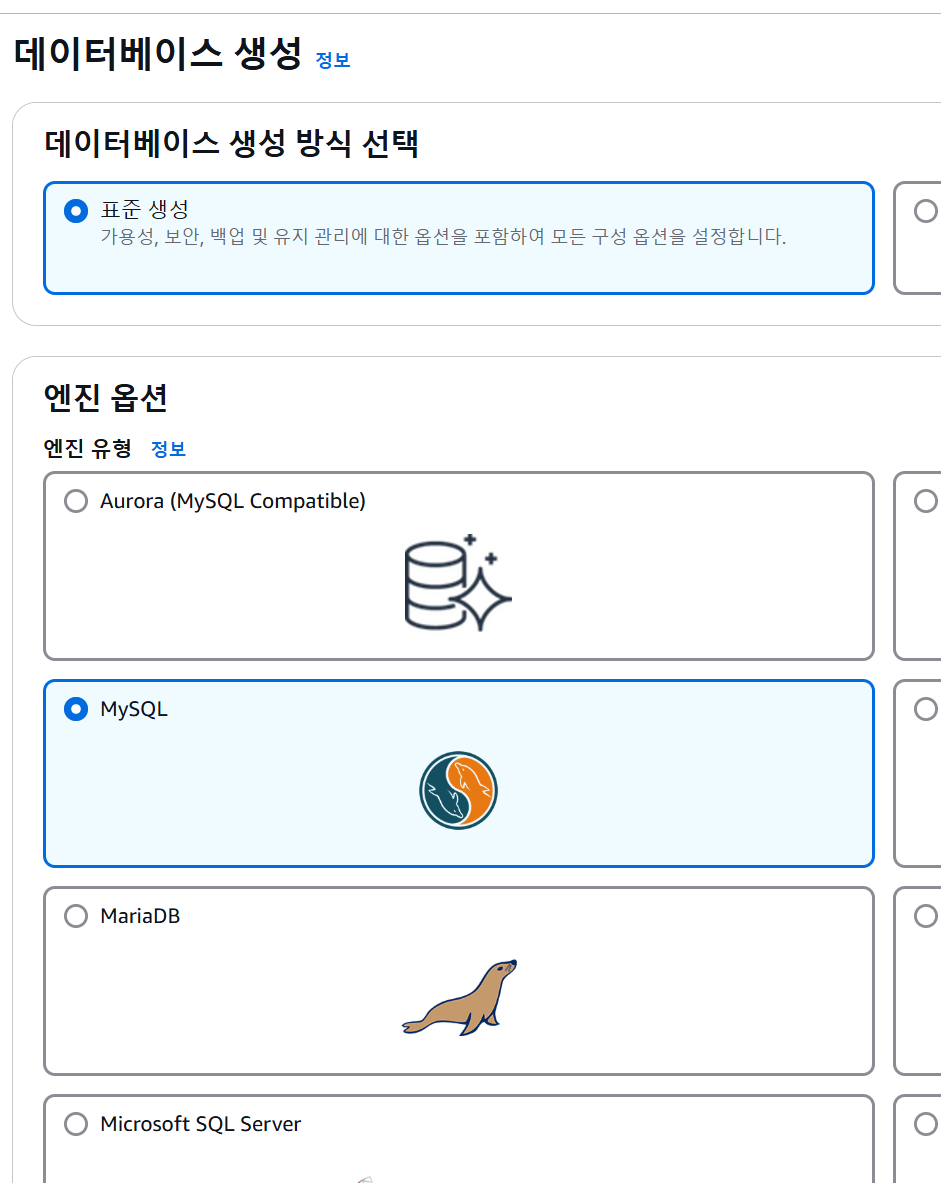 데이터베이스 생성 정보
데이터베이스 생성 방식 선택
표준 생성
가용성, 보안, 백업 및 유지 관리에 대한 옵션을 포함하여 모든 구성 옵션을 설정합니다.
엔진 옵션
엔진 유형 정보
Aurora (MySQL Compatible)
MySQL
MariaDB
Microsoft SQL Server